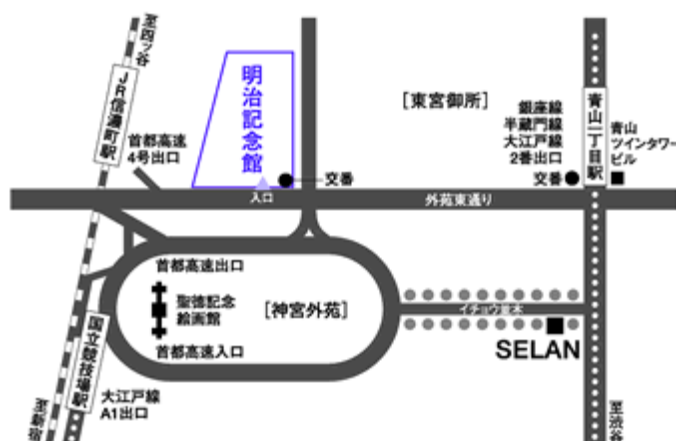 至四ッ谷
JR信濃町駅
首都高速
4号出口
明治記念館
入口
交番
[東宮御所]
銀座線
半蔵門線
大江戸線
2番出口
交番
青山一丁目駅
青山
ツインタワー
ビル
外苑東通り
首都高速出口
聖徳記念
絵画館
[神宮外苑]
首都高速入口
イチョウ並木
SELAN
国立競技場駅
大江戸線
A1出口
至新宿
至渋谷